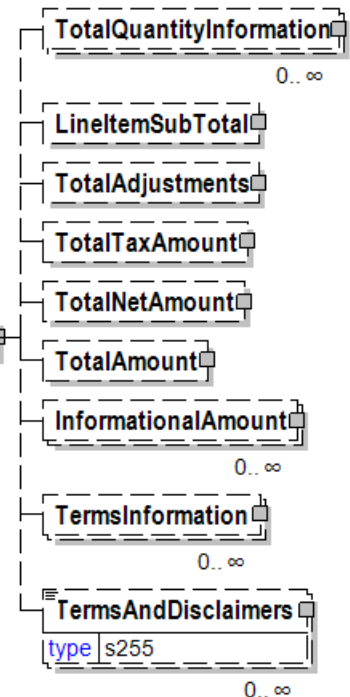 TotalQuantityInformation
0.. ∞
LineItemSubTotal
TotalAdjustments
TotalTaxAmount
TotalNetAmount
TotalAmount
InformationalAmount
0.. ∞
TermsInformation
0.. ∞
TermsAndDisclaimers
type s255
0.. ∞